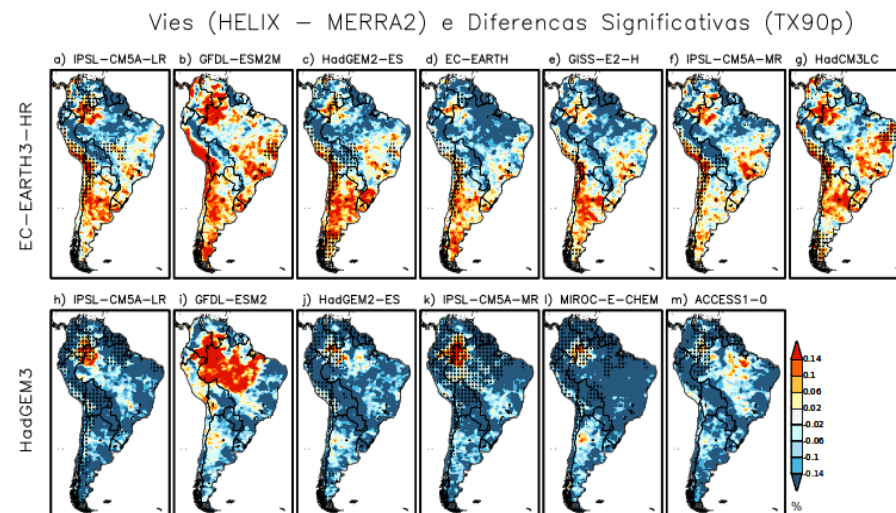 Vies (HELIX – MERRA2) e Diferencas Significativas (TX90p)
a) IPSL–CM5A–LR b) GFDL–ESM2M c) HadGEM2–ES d) EC–EARTH e) GISS–E2–H f) IPSL–CM5A–MR g) HadCM3LC
EC–EARTH3–HR
h) IPSL–CM5A–LR i) GFDL–ESM2 j) HadGEM2–ES k) IPSL–CM5A–MR l) MIROC–E–CHEM m) ACCESS1–0
HadGEM3
0.14
0.1
0.06
0.02
-0.02
-0.06
-0.1
-0.14
%